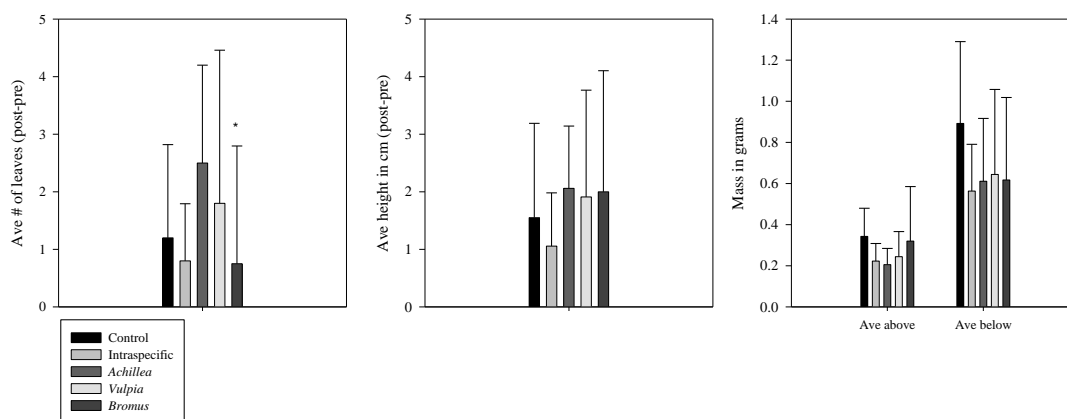 Ave # of leaves (post-pre)
5
4
3
2
1
0
*
Ave height in cm (post-pre)
5
4
3
2
1
0
Mass in grams
1.4
1.2
1.0
0.8
0.6
0.4
0.2
0.0
Ave above Ave below
Control
Intraspecific
Achillea
Vulpia
Bromus